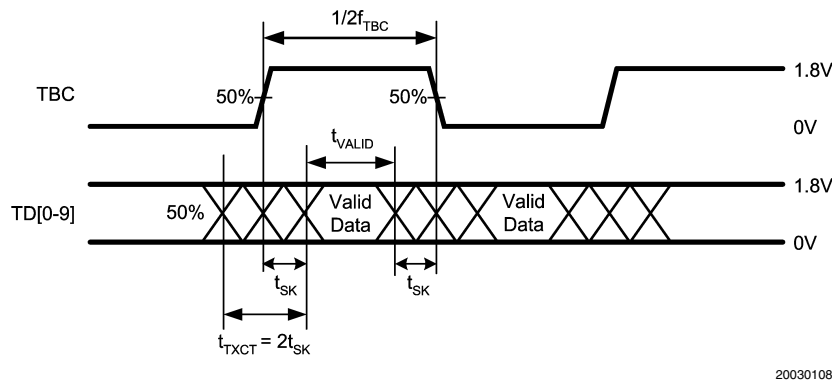 1/2f_TBC
1.8V
TBC
50%
50%
0V
t_VALID
1.8V
TD[0-9]
50%
Valid
Data
Valid
Data
0V
t_SK
t_SK
t_TXCT = 2t_SK
20030108